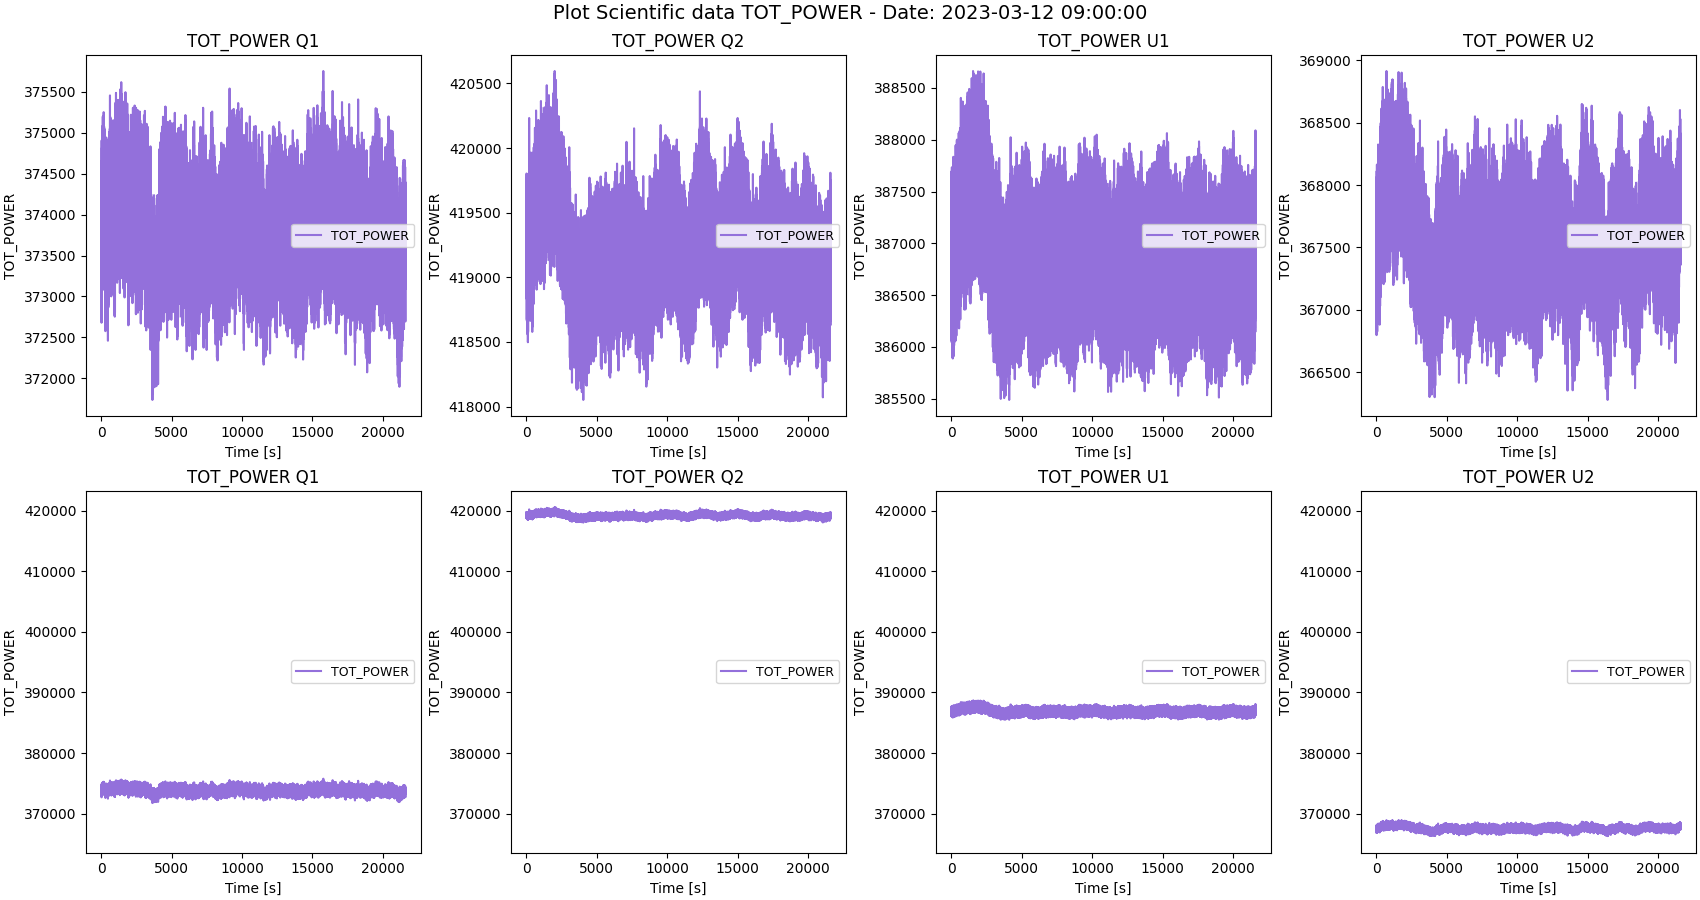 Plot Scientific data TOT_POWER - Date: 2023-03-12 09:00:00
TOT_POWER Q1
TOT_POWER
375500
375000
374500
374000
373500
373000
372500
372000
TOT_POWER
0 5000 10000 15000 20000
Time [s]
TOT_POWER Q2
TOT_POWER
420500
420000
419500
419000
418500
418000
TOT_POWER
0 5000 10000 15000 20000
Time [s]
TOT_POWER U1
TOT_POWER
388500
388000
387500
387000
386500
386000
385500
TOT_POWER
0 5000 10000 15000 20000
Time [s]
TOT_POWER U2
TOT_POWER
369000
368500
368000
367500
367000
366500
TOT_POWER
0 5000 10000 15000 20000
Time [s]
TOT_POWER Q1
TOT_POWER
420000
410000
400000
390000
380000
370000
TOT_POWER
0 5000 10000 15000 20000
Time [s]
TOT_POWER Q2
TOT_POWER
420000
410000
400000
390000
380000
370000
TOT_POWER
0 5000 10000 15000 20000
Time [s]
TOT_POWER U1
TOT_POWER
420000
410000
400000
390000
380000
370000
TOT_POWER
0 5000 10000 15000 20000
Time [s]
TOT_POWER U2
TOT_POWER
420000
410000
400000
390000
380000
370000
TOT_POWER
0 5000 10000 15000 20000
Time [s]